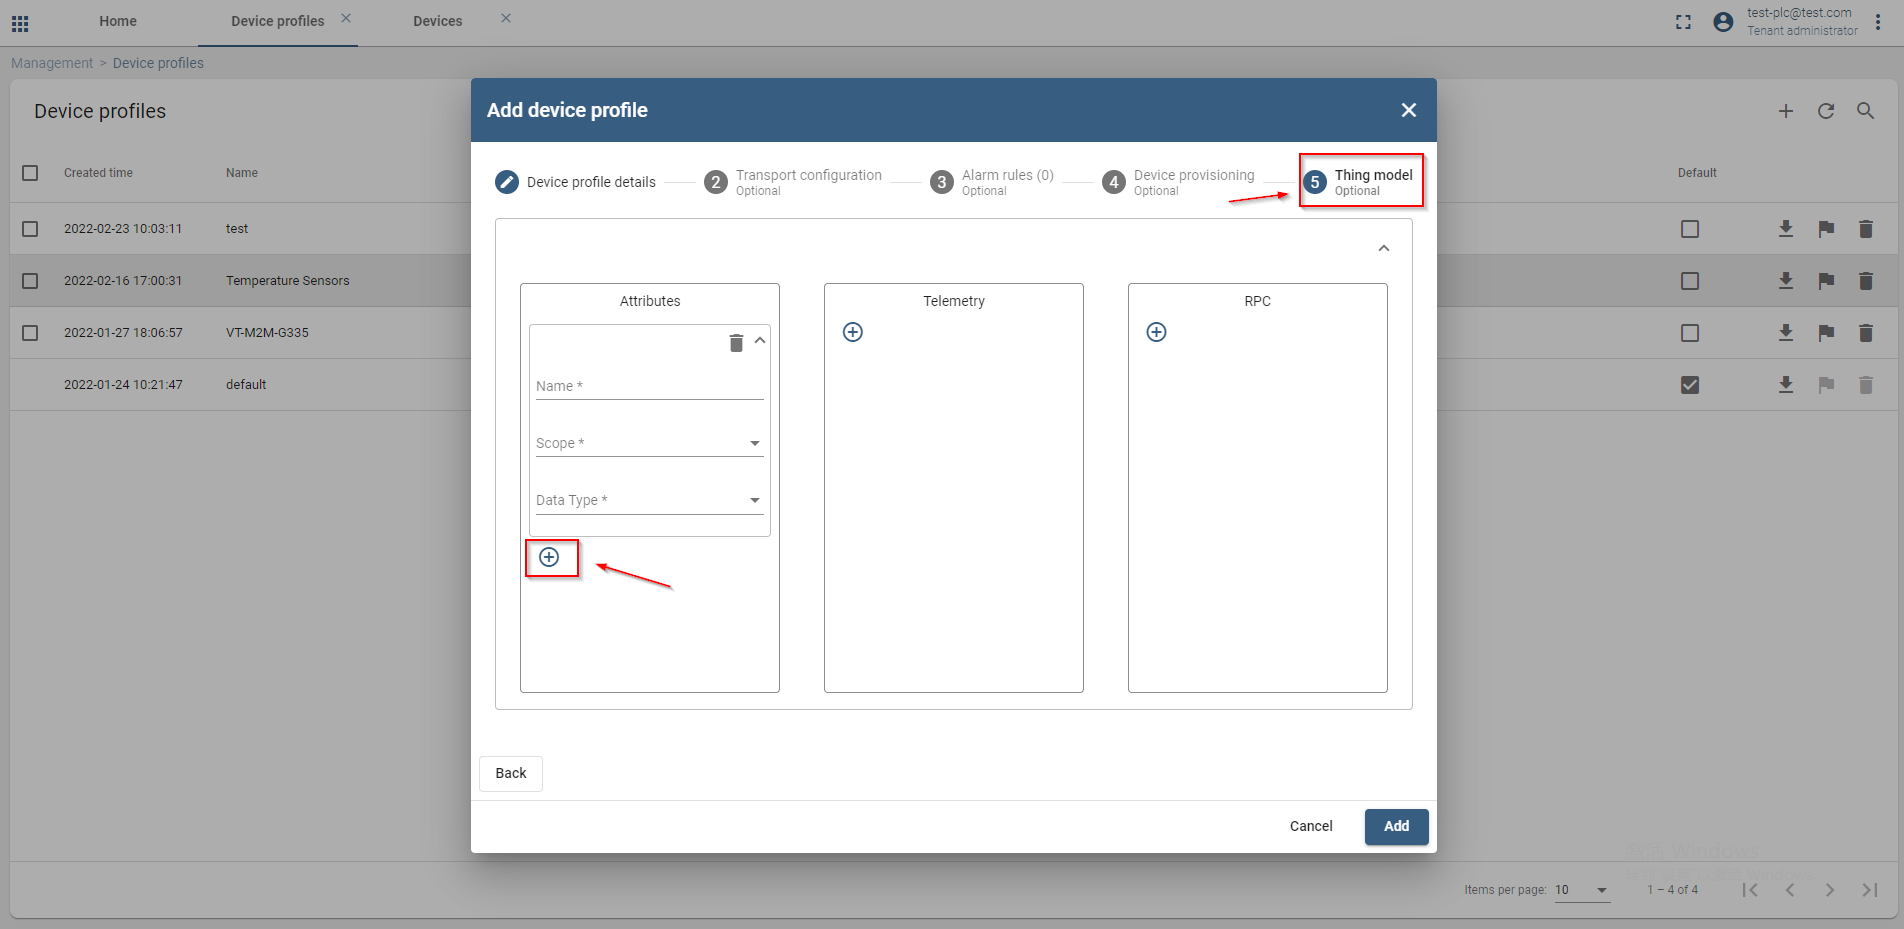 Home
Device profiles
Devices
test-plc@test.com
Tenant administrator
Management > Device profiles
Device profiles
Add device profile
Device profile details
2
Transport configuration
Optional
3
Alarm rules (0)
Optional
4
Device provisioning
Optional
5
Thing model
Optional
Created time
Name
Default
2022-02-23 10:03:11
test
2022-02-16 17:00:31
Temperature Sensors
2022-01-27 18:06:57
VT-M2M-G335
2022-01-24 10:21:47
default
Attributes
Name *
Scope *
Data Type *
Telemetry
RPC
Back
Cancel
Add
Windows
Items per page: 10
1 – 4 of 4